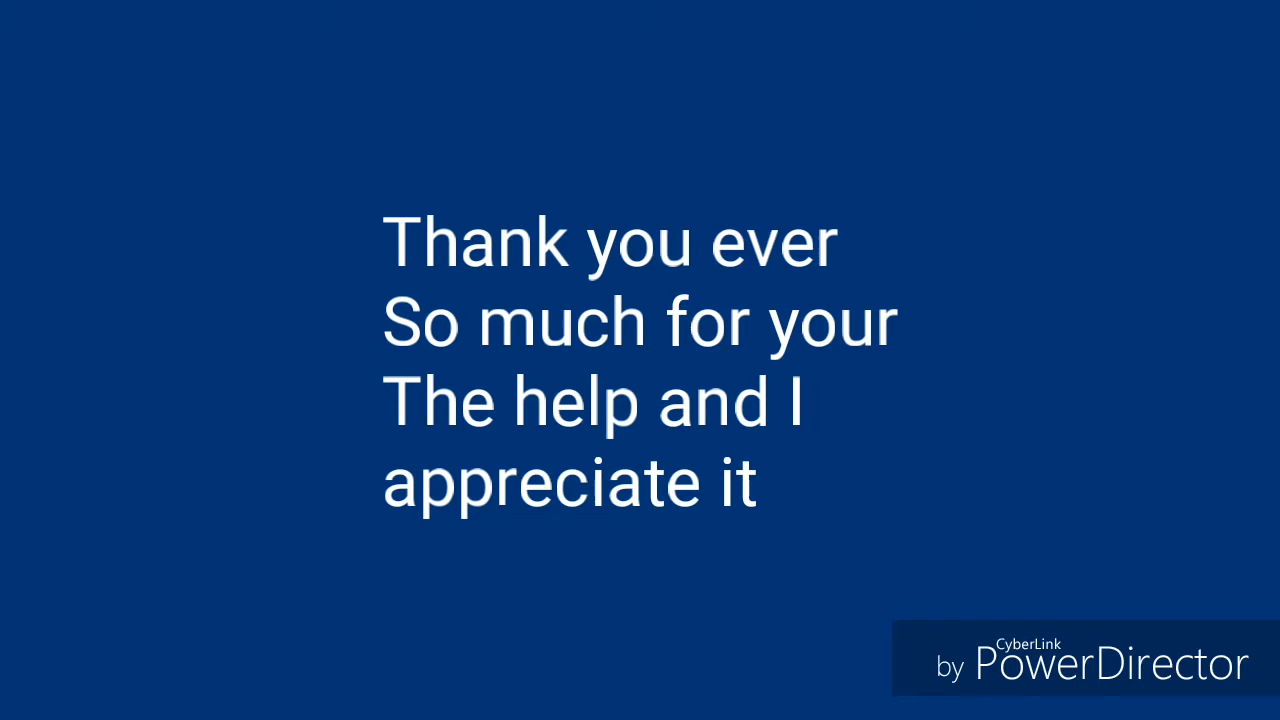 Thank you ever
So much for your
The help and I
appreciate it
CyberLink
by PowerDirector